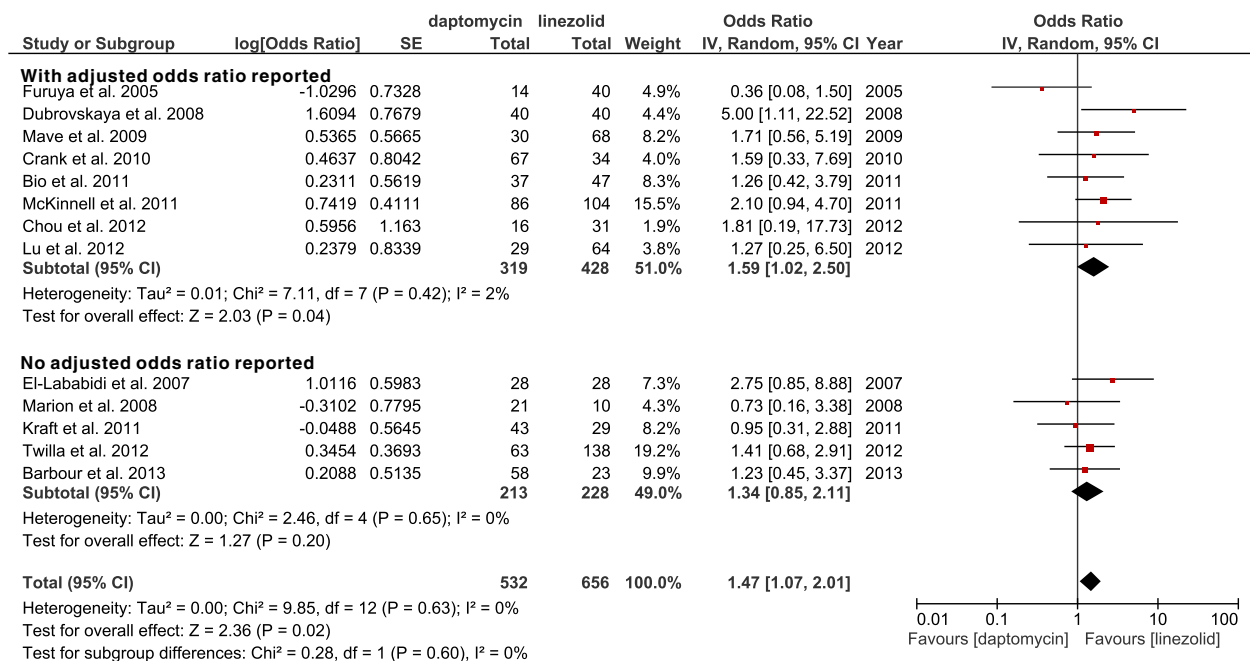 daptomycin linezolid Odds Ratio Odds Ratio
Study or Subgroup log[Odds Ratio] SE Total Total Weight IV, Random, 95% CI Year IV, Random, 95% CI
With adjusted odds ratio reported
Furuya et al. 2005 -1.0296 0.7328 14 40 4.9% 0.36 [0.08, 1.50] 2005
Dubrovskaya et al. 2008 1.6094 0.7679 40 40 4.4% 5.00 [1.11, 22.52] 2008
Mave et al. 2009 0.5365 0.5665 30 68 8.2% 1.71 [0.56, 5.19] 2009
Crank et al. 2010 0.4637 0.8042 67 34 4.0% 1.59 [0.33, 7.69] 2010
Bio et al. 2011 0.2311 0.5619 37 47 8.3% 1.26 [0.42, 3.79] 2011
McKinnell et al. 2011 0.7419 0.4111 86 104 15.5% 2.10 [0.94, 4.70] 2011
Chou et al. 2012 0.5956 1.163 16 31 1.9% 1.81 [0.19, 17.73] 2012
Lu et al. 2012 0.2379 0.8339 29 64 3.8% 1.27 [0.25, 6.50] 2012
Subtotal (95% CI) 319 428 51.0% 1.59 [1.02, 2.50]
Heterogeneity: Tau² = 0.01; Chi² = 7.11, df = 7 (P = 0.42); I² = 2%
Test for overall effect: Z = 2.03 (P = 0.04)
No adjusted odds ratio reported
El-Lababidi et al. 2007 1.0116 0.5983 28 28 7.3% 2.75 [0.85, 8.88] 2007
Marion et al. 2008 -0.3102 0.7795 21 10 4.3% 0.73 [0.16, 3.38] 2008
Kraft et al. 2011 -0.0488 0.5645 43 29 8.2% 0.95 [0.31, 2.88] 2011
Twilla et al. 2012 0.3454 0.3693 63 138 19.2% 1.41 [0.68, 2.91] 2012
Barbour et al. 2013 0.2088 0.5135 58 23 9.9% 1.23 [0.45, 3.37] 2013
Subtotal (95% CI) 213 228 49.0% 1.34 [0.85, 2.11]
Heterogeneity: Tau² = 0.00; Chi² = 2.46, df = 4 (P = 0.65); I² = 0%
Test for overall effect: Z = 1.27 (P = 0.20)
Total (95% CI) 532 656 100.0% 1.47 [1.07, 2.01]
Heterogeneity: Tau² = 0.00; Chi² = 9.85, df = 12 (P = 0.63); I² = 0%
Test for overall effect: Z = 2.36 (P = 0.02)
Test for subgroup differences: Chi² = 0.28, df = 1 (P = 0.60), I² = 0%
0.01 0.1 1 10 100
Favours [daptomycin] Favours [linezolid]